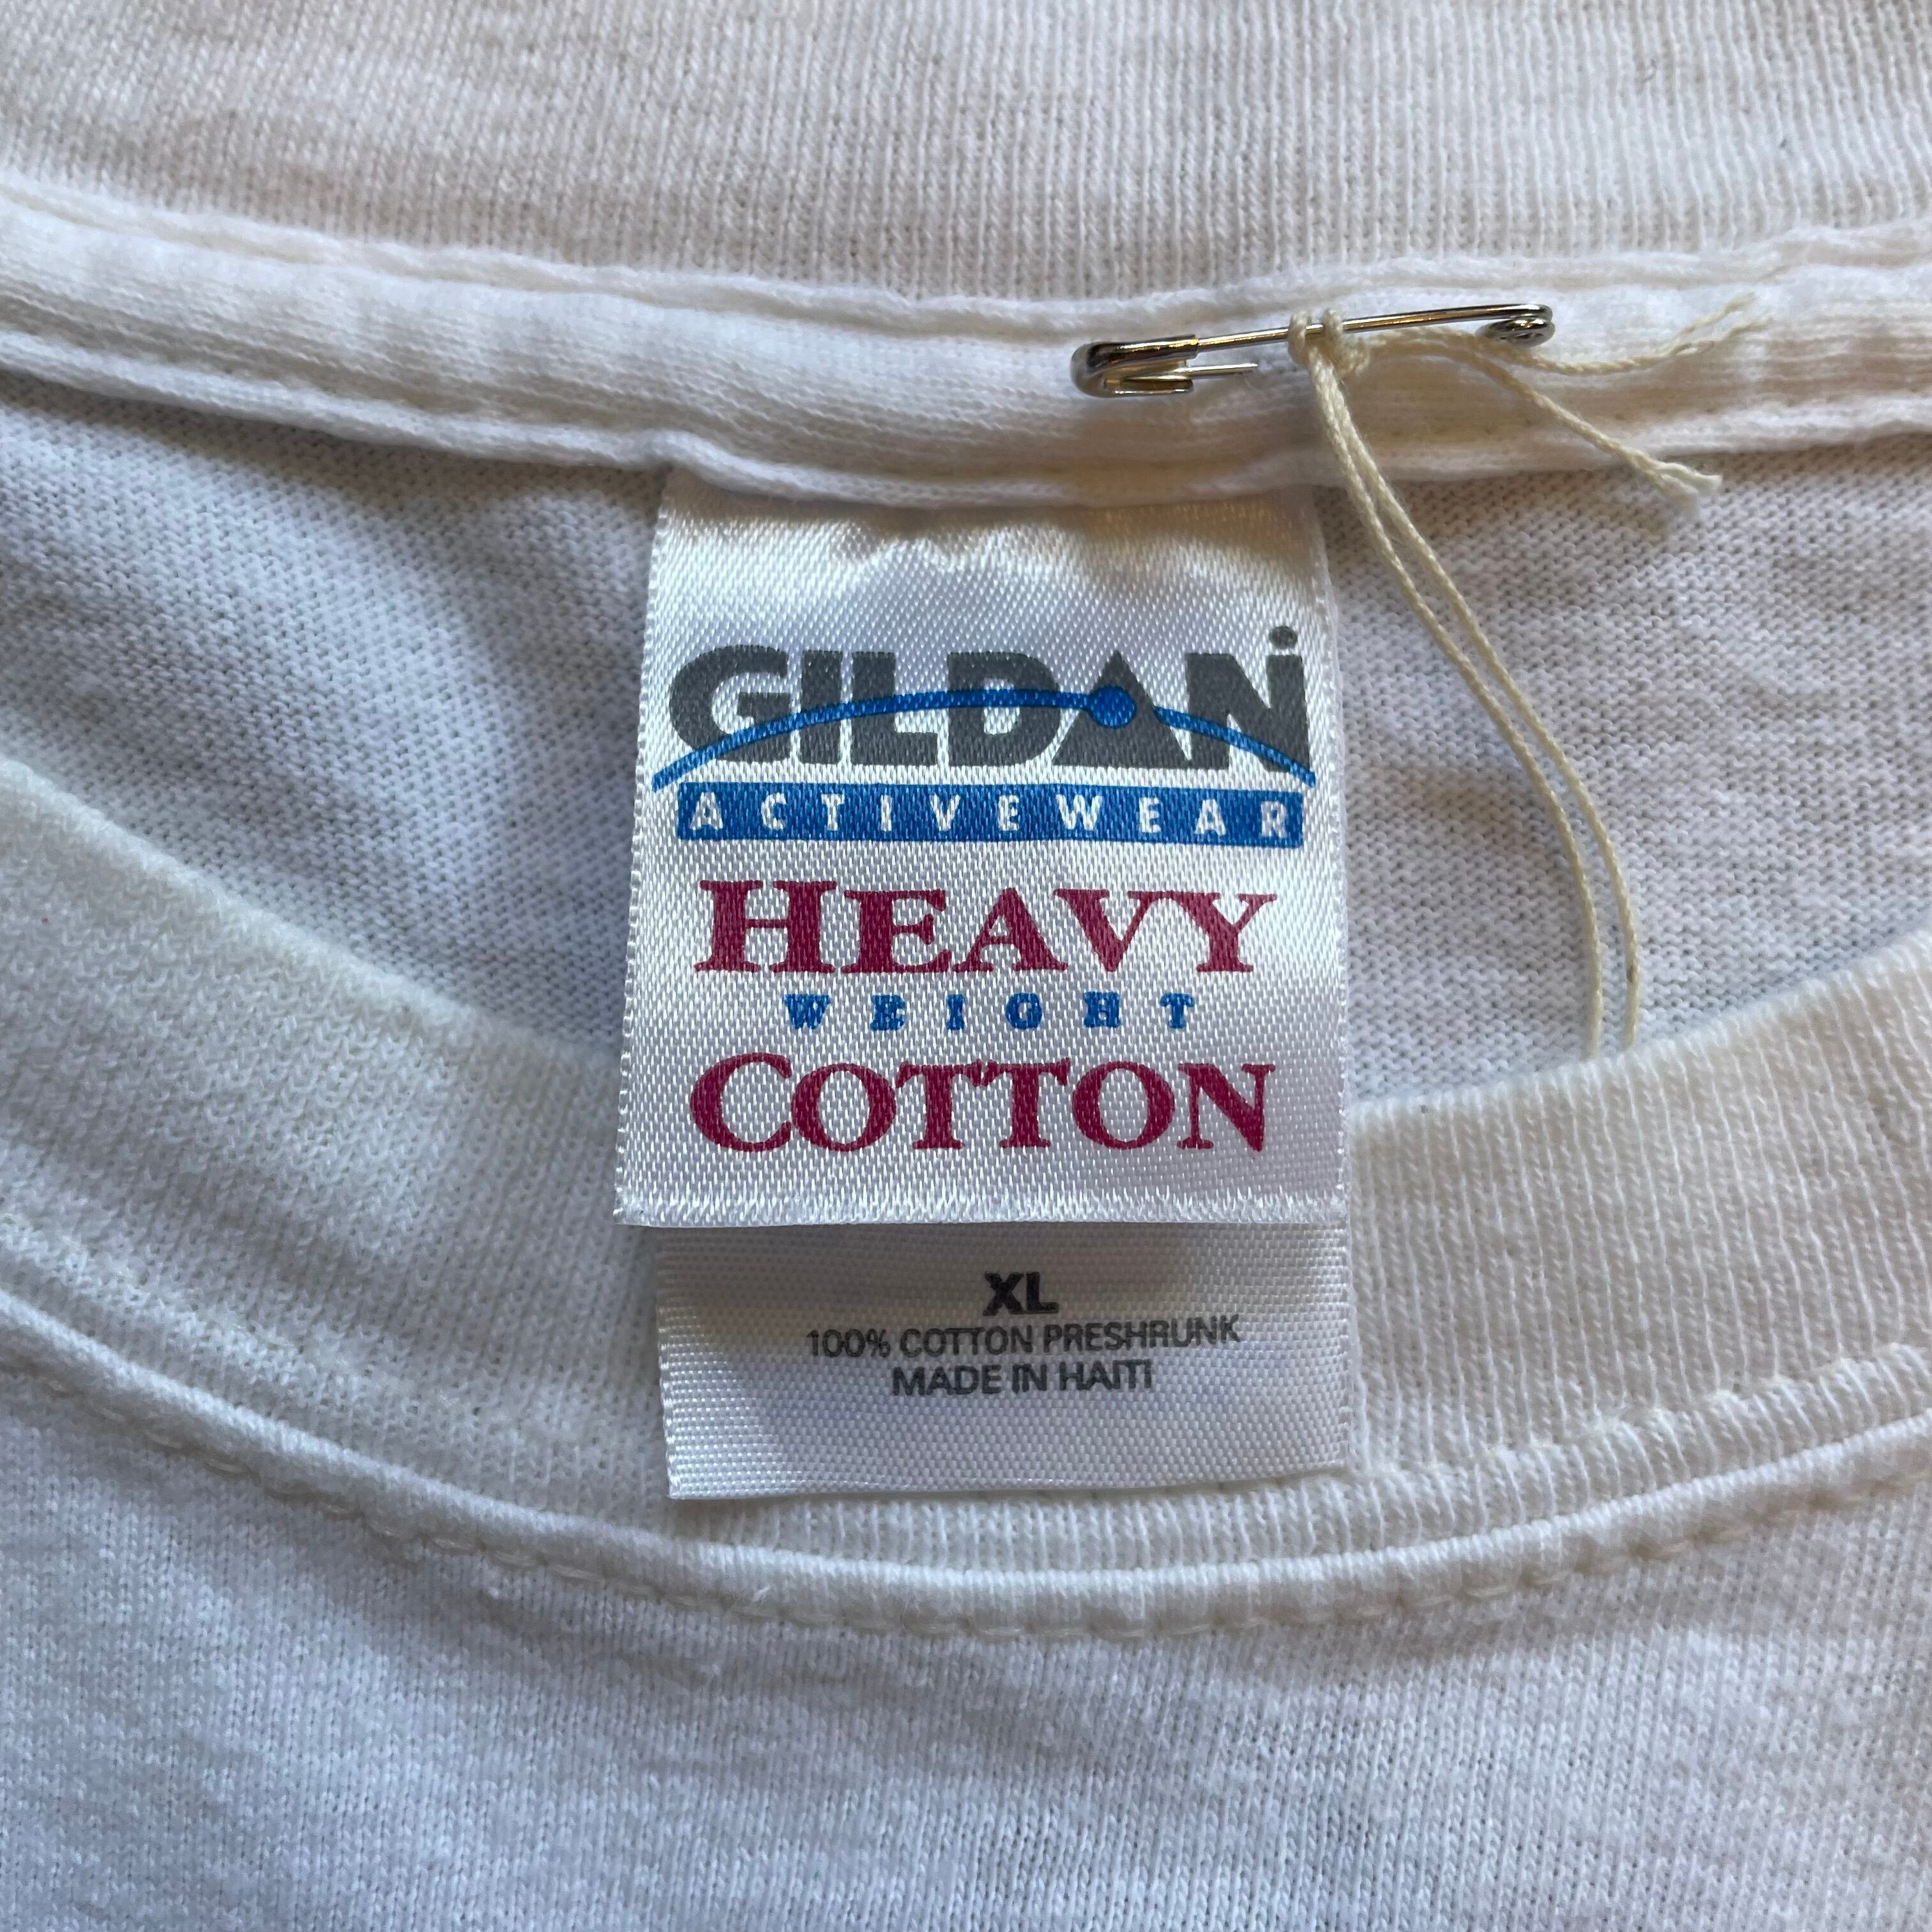 GILDAN
ACTIVEWEAR
HEAVY
WEIGHT
COTTON
XL
100% COTTON PRESHRUNK
MADE IN HAITI